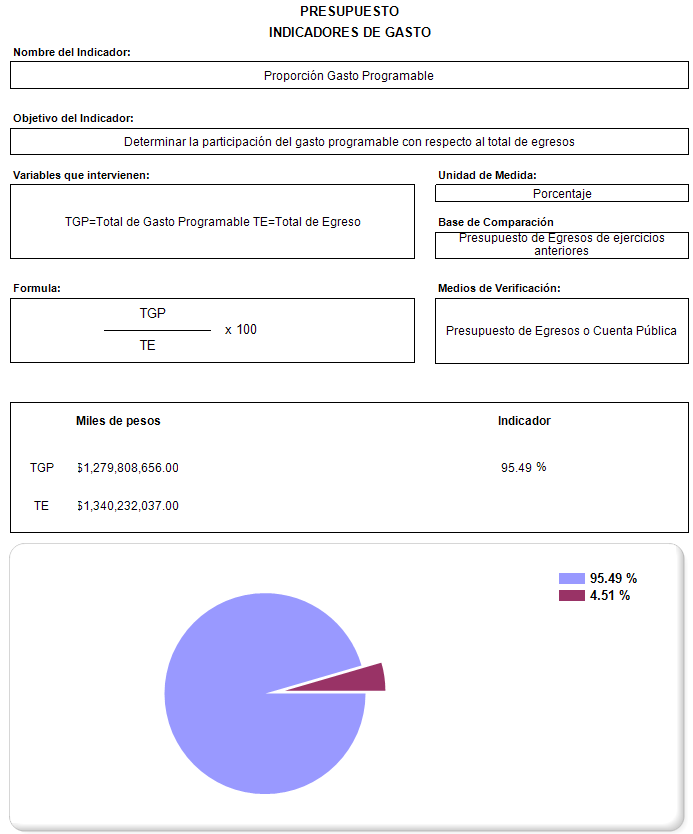 PRESUPUESTO
INDICADORES DE GASTO
Nombre del Indicador:
Proporción Gasto Programable
Objetivo del Indicador:
Determinar la participación del gasto programable con respecto al total de egresos
Variables que intervienen:
TGP=Total de Gasto Programable TE=Total de Egreso
Unidad de Medida:
Porcentaje
Base de Comparación
Presupuesto de Egresos de ejercicios
anteriores
Formula:
TGP
x 100
TE
Medios de Verificación:
Presupuesto de Egresos o Cuenta Pública
Miles de pesos Indicador
TGP $1,279,808,656.00 95.49 %
TE $1,340,232,037.00
95.49 %
4.51 %